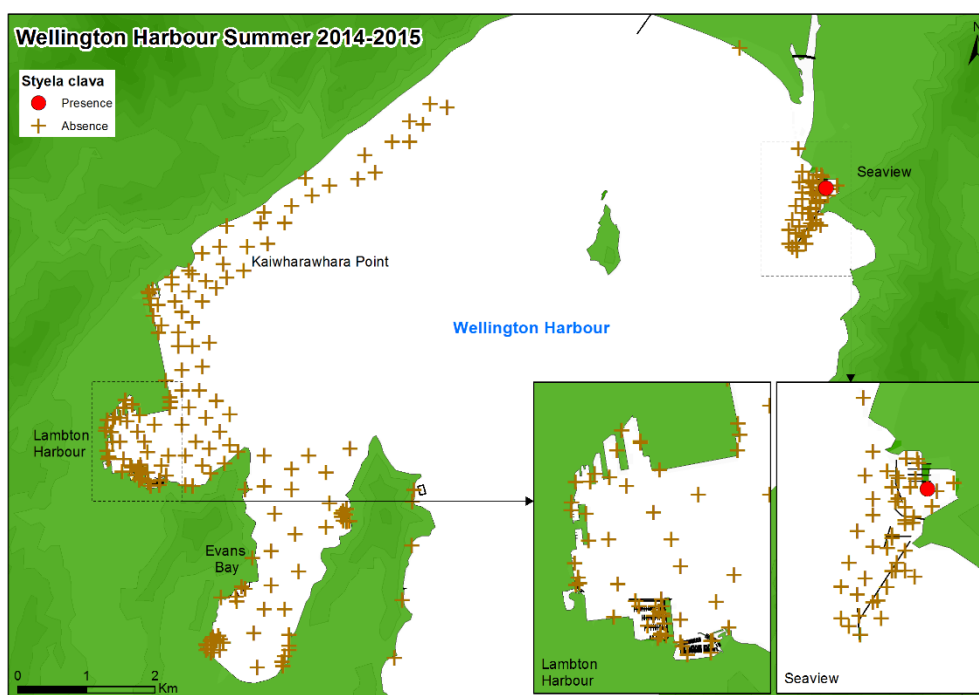 Wellington Harbour Summer 2014-2015
N
Styela clava
Presence
Absence
Seaview
Kaiwharawhara Point
Wellington Harbour
Lambton
Harbour
Evans
Bay
0 1 2
Km
Lambton
Harbour
Seaview